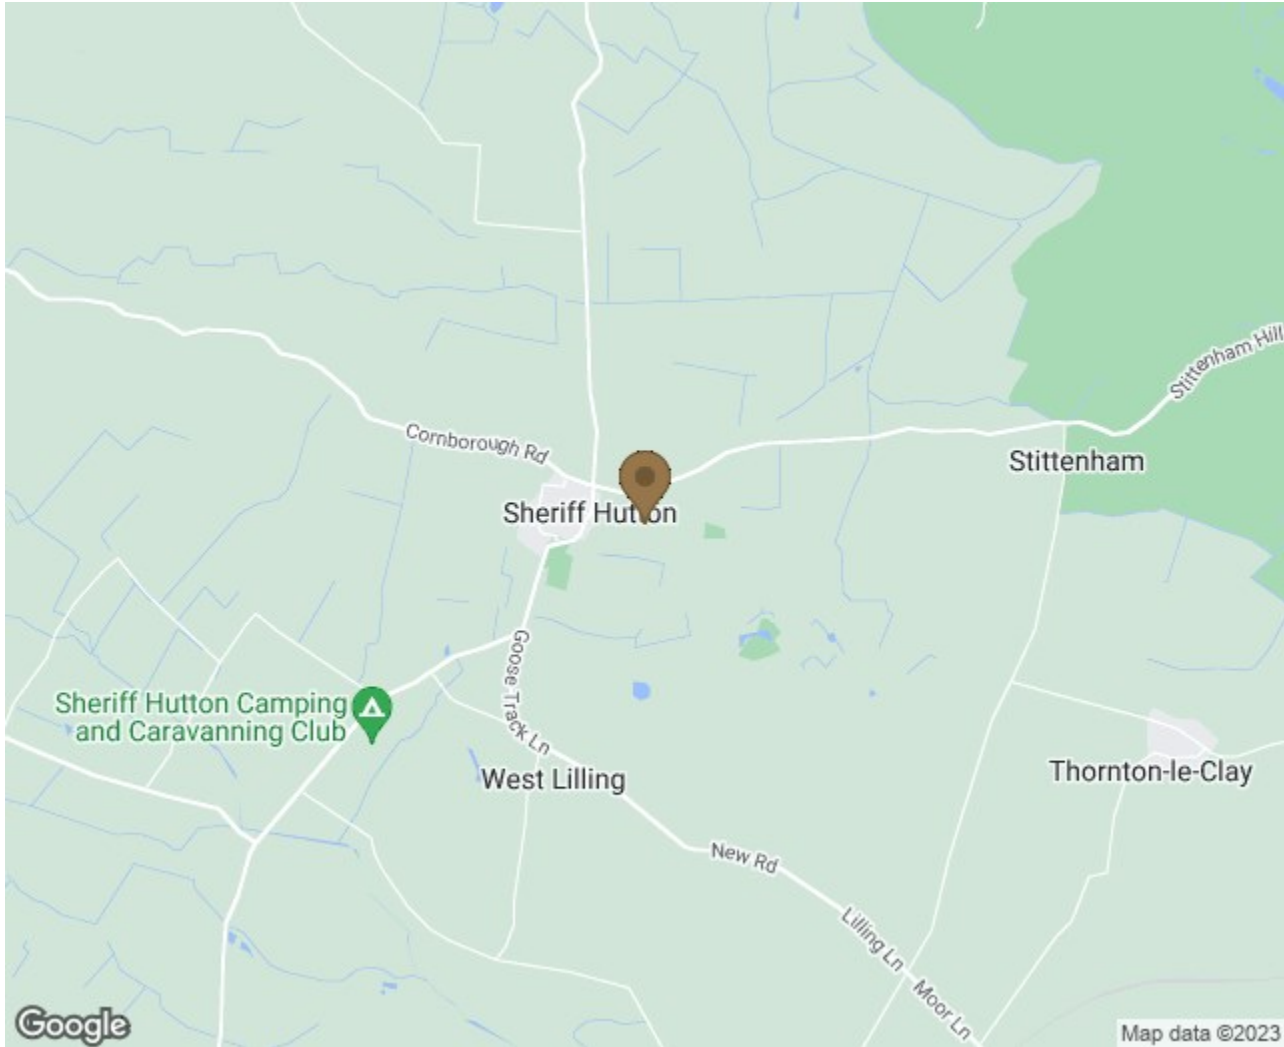 Stittenham Hill
Cornborough Rd
Stittenham
Sheriff Hutton
Goose Track Ln
Sheriff Hutton Camping
and Caravanning Club
West Lilling
Thornton-le-Clay
New Rd
Lilling Ln
Moor Ln
Google
Map data ©2023